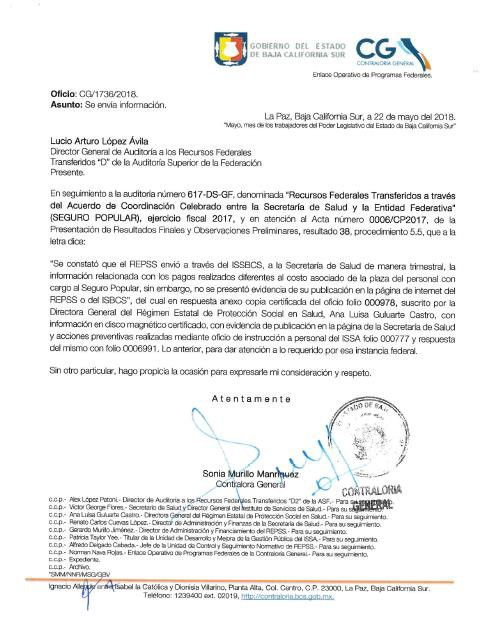 GOBIERNO DEL ESTADO
DE BAJA CALIFORNIA SUR
CG
CONTRALORÍA GENERAL
Enlace Operativo de Programas Federales.
Oficio: CG/1736/2018.
Asunto: Se envía información.
La Paz, Baja California Sur, a 22 de mayo del 2018.
"Mayo, mes de los trabajadores del Poder Legislativo del Estado de Baja California Sur"
Lucio Arturo López Ávila
Director General de Auditoría a los Recursos Federales
Transferidos "D" de la Auditoría Superior de la Federación
Presente.
En seguimiento a la auditoría número 617-DS-GF, denominada "Recursos Federales Transferidos a través
del Acuerdo de Coordinación Celebrado entre la Secretaría de Salud y la Entidad Federativa"
(SEGURO POPULAR), ejercicio fiscal 2017, y en atención al Acta número 0006/CP2017, de la
Presentación de Resultados Finales y Observaciones Preliminares, resultado 38, procedimiento 5.5, que a la
letra dice:
"Se constató que el REPSS envió a través del ISSBCS, a la Secretaría de Salud de manera trimestral, la
información relacionada con los pagos realizados diferentes al costo asociado de la plaza del personal con
cargo al Seguro Popular, sin embargo, no se presentó evidencia de su publicación en la página de internet del
REPSS o del ISBCS", del cual en respuesta anexo copia certificada del oficio folio 000978, suscrito por la
Directora General del Régimen Estatal de Protección Social en Salud, Ana Luisa Guluarte Castro, con
información en disco magnético certificado, con evidencia de publicación en la página de la Secretaría de Salud
y acciones preventivas realizadas mediante oficio de instrucción a personal del ISSA folio 000777 y respuesta
del mismo con folio 0006991. Lo anterior, para dar atención a lo requerido por esa instancia federal.
Sin otro particular, hago propicia la ocasión para expresarle mi consideración y respeto.
Atentamente
Sonia Murillo Manríquez
Contralora General
CONTRALORIA
GENERAL
c.c.p.- Alex López Patoni.- Director de Auditoría a los Recursos Federales Transferidos "D2" de la ASF.- Para su
c.c.p.- Víctor George Flores.- Secretario de Salud y Director General del Instituto de Servicios de Salud.- Para su
c.c.p.- Ana Luisa Guluarte Castro.- Directora General del Régimen Estatal de Protección Social en Salud.- Para su seguimiento.
c.c.p.- Renato Carlos Cuevas López.- Director de Administración y Finanzas de la Secretaría de Salud.- Para su seguimiento.
c.c.p.- Gerardo Murillo Jiménez.- Director de Administración y Financiamiento del REPSS.- Para su seguimiento.
c.c.p.- Patricia Taylor Yee.- Titular de la Unidad de Desarrollo y Mejora de la Gestión Pública del ISSA.- Para su seguimiento.
c.c.p.- Alfredo Delgado Cabada.- Jefe de la Unidad de Control y Seguimiento Normativo de REPSS.- Para su seguimiento.
c.c.p.- Norman Nava Rojas.- Enlace Operativo de Programas Federales de la Contraloría General.- Para su seguimiento.
c.c.p.- Expediente.
c.c.p.- Archivo.
*SMM/NNR/MSG/GBV
Ignacio Allende entre Isabel la Católica y Dionisia Villarino, Planta Alta, Col. Centro, C.P. 23000, La Paz, Baja California Sur.
Teléfono: 1239400 ext. 02019, http://contraloria.bcs.gob.mx.